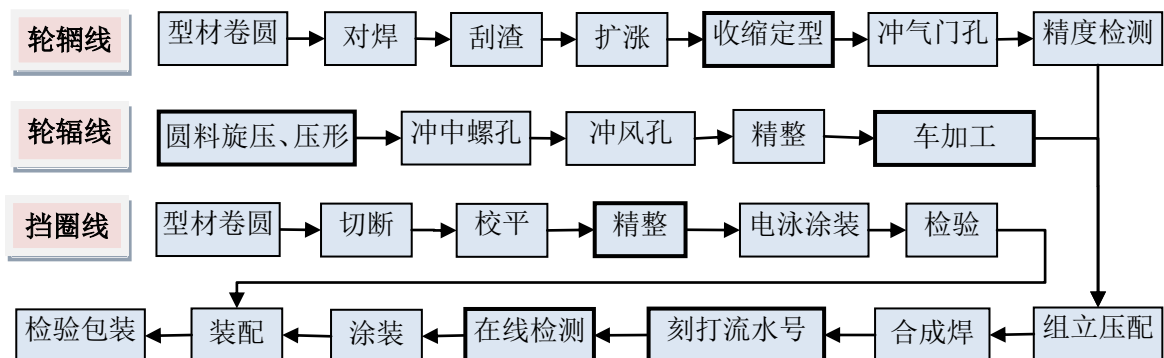 轮辋线 型材卷圆 对焊 刮渣 扩涨 收缩定型 冲气门孔 精度检测
轮辐线 圆料旋压、压形 冲中螺孔 冲风孔 精整 车加工
挡圈线 型材卷圆 切断 校平 精整 电泳涂装 检验
检验包装 装配 涂装 在线检测 刻打流水号 合成焊 组立压配